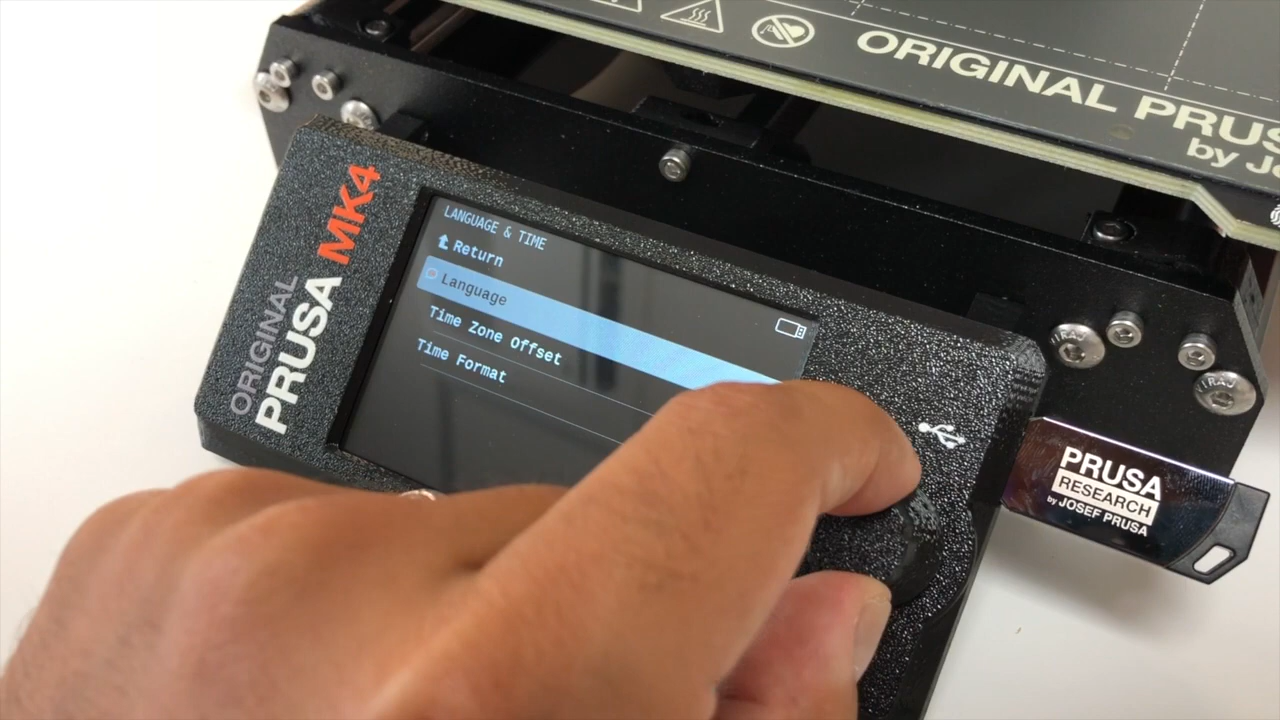 ORIGINAL PRUS
by Jo
ORIGINAL
PRUSA MK4
LANGUAGE & TIME
Return
Language
Time Zone Offset
Time Format
PRUSA
RESEARCH
by JOSEF PRUSA